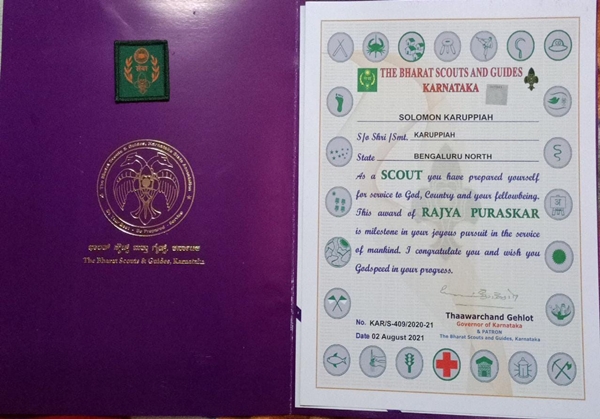 ಭಾರತ್ ಸ್ಕೌಟ್ಸ್ ಮತ್ತು ಗೈಡ್ಸ್, ಕರ್ನಾಟಕ
The Bharat Scouts & Guides, Karnataka
THE BHARAT SCOUTS AND GUIDES
KARNATAKA
SOLOMON KARUPPIAH
S/o Shri /Smt. KARUPPIAH
State BENGALURU NORTH
As a SCOUT you have prepared yourself
for service to God, Country and your fellowbeing.
This award of RAJYA PURASKAR
is milestone in your joyous pursuit in the service
of mankind. I congratulate you and wish you
Godspeed in your progress.
Thaawarchand Gehlot
Governor of Karnataka
& PATRON
The Bharat Scouts and Guides, Karnataka
No. KAR/S-409/2020-21
Date 02 August 2021